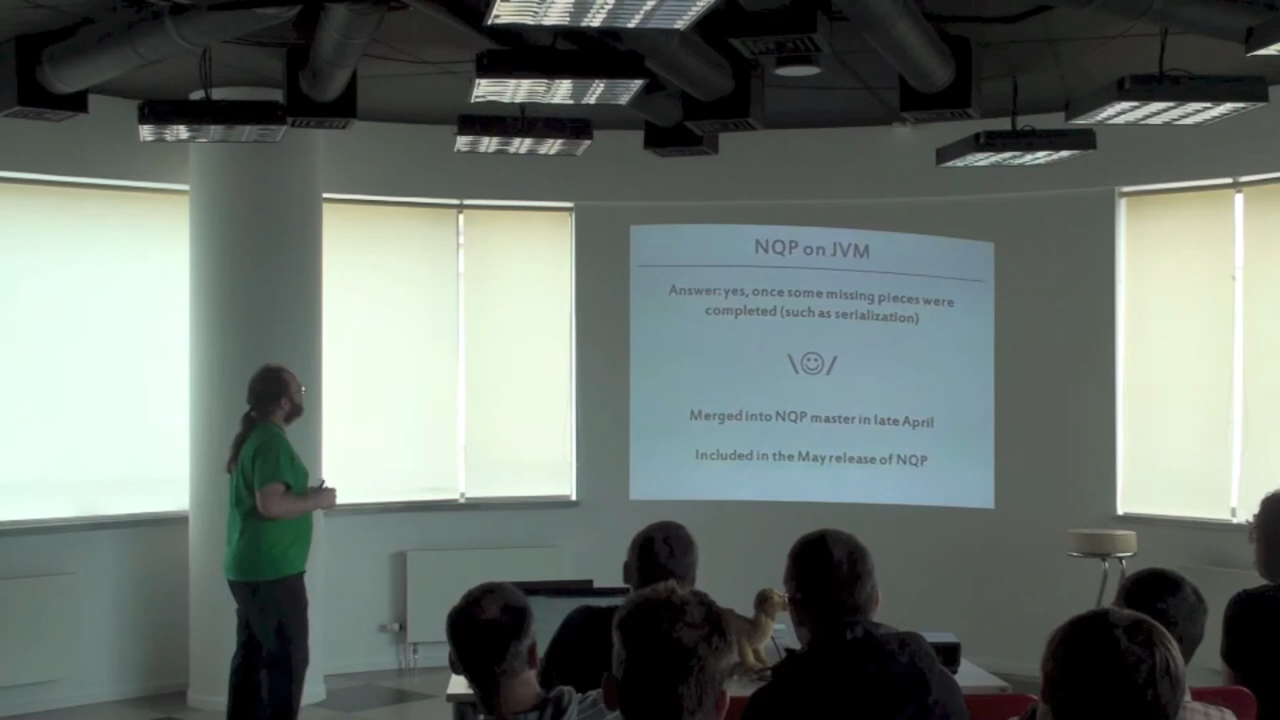 NQP on JVM
Answer: yes, once some missing pieces were
completed (such as serialization)
\☺/
Merged into NQP master in late April
Included in the May release of NQP